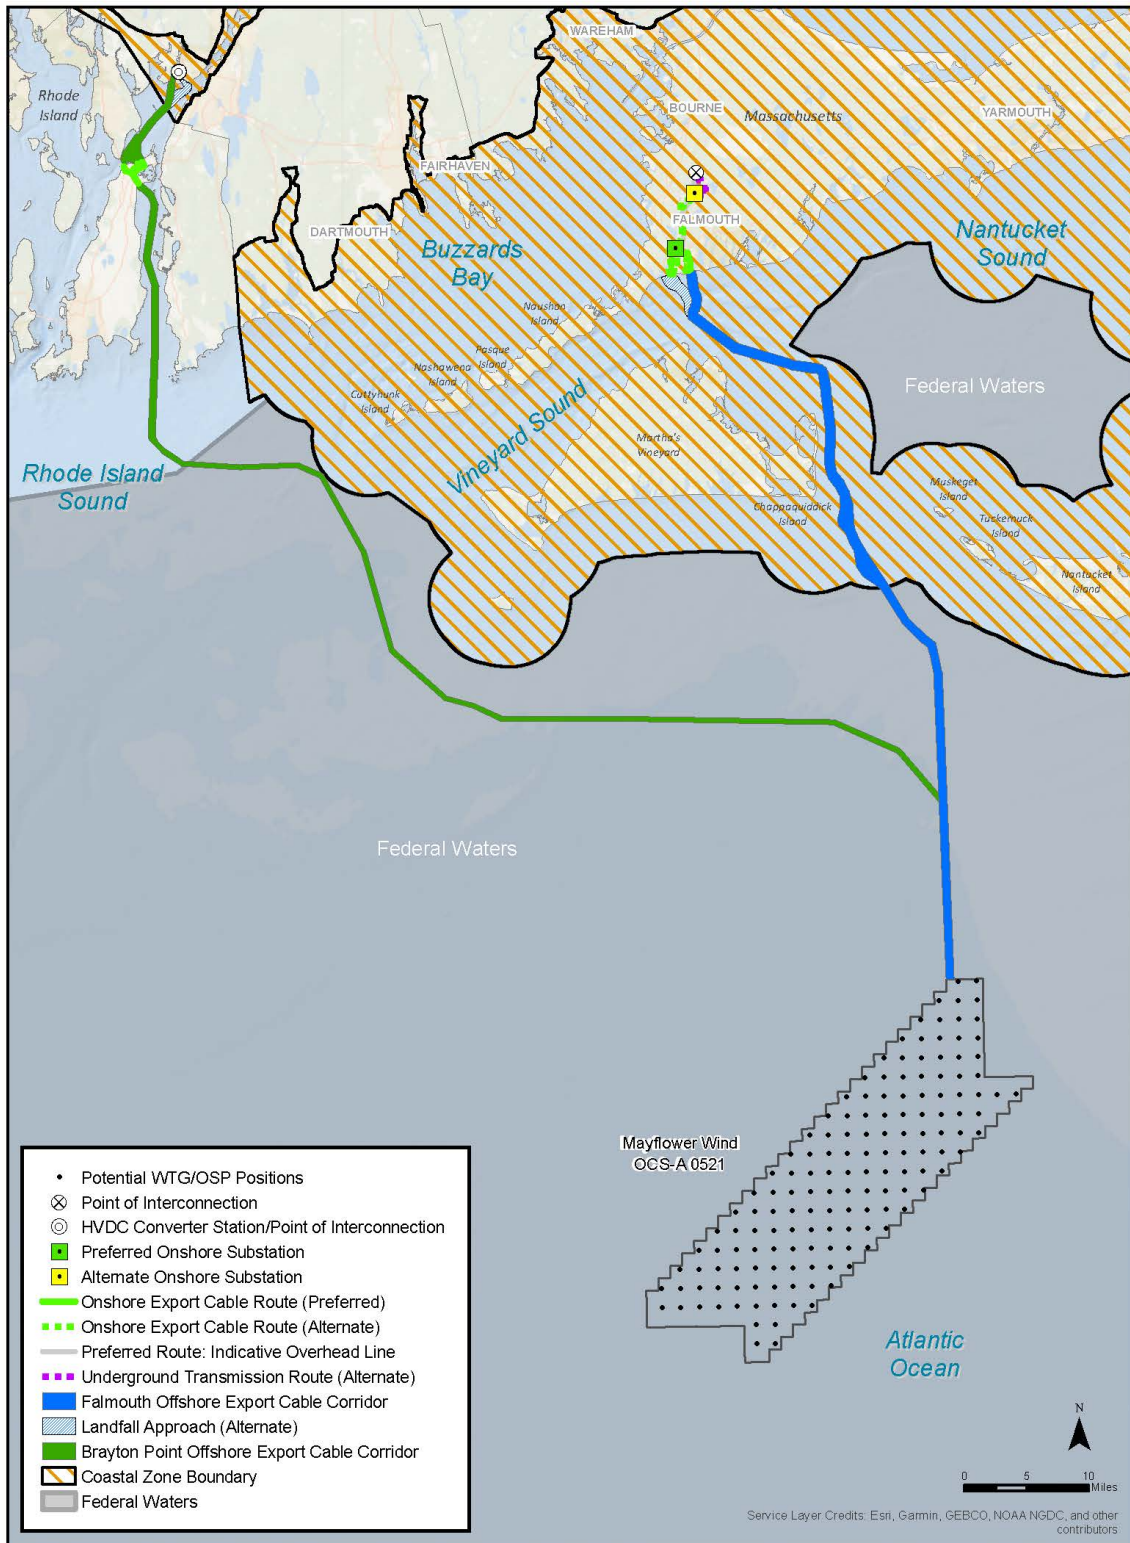 WAREHAM
Rhode
Island
BOURNE
Massachusetts
YARMOUTH
FAIRHAVEN
FALMOUTH
DARTMOUTH
Buzzards
Bay
Nantucket
Sound
Naushon
Island
Pasque
Island
Nashawena
Island
Cuttyhunk
Island
Federal Waters
Vineyard Sound
Martha's
Vineyard
Rhode Island
Sound
Muskeget
Island
Chappaquiddick
Island
Tuckernuck
Island
Nantucket
Island
Federal Waters
Mayflower Wind
OCS-A 0521
Potential WTG/OSP Positions
Point of Interconnection
HVDC Converter Station/Point of Interconnection
Preferred Onshore Substation
Alternate Onshore Substation
Onshore Export Cable Route (Preferred)
Onshore Export Cable Route (Alternate)
Preferred Route: Indicative Overhead Line
Underground Transmission Route (Alternate)
Falmouth Offshore Export Cable Corridor
Landfall Approach (Alternate)
Brayton Point Offshore Export Cable Corridor
Coastal Zone Boundary
Federal Waters
Atlantic
Ocean
N
0 5 10
Miles
Service Layer Credits: Esri, Garmin, GEBCO, NOAA NGDC, and other
contributors